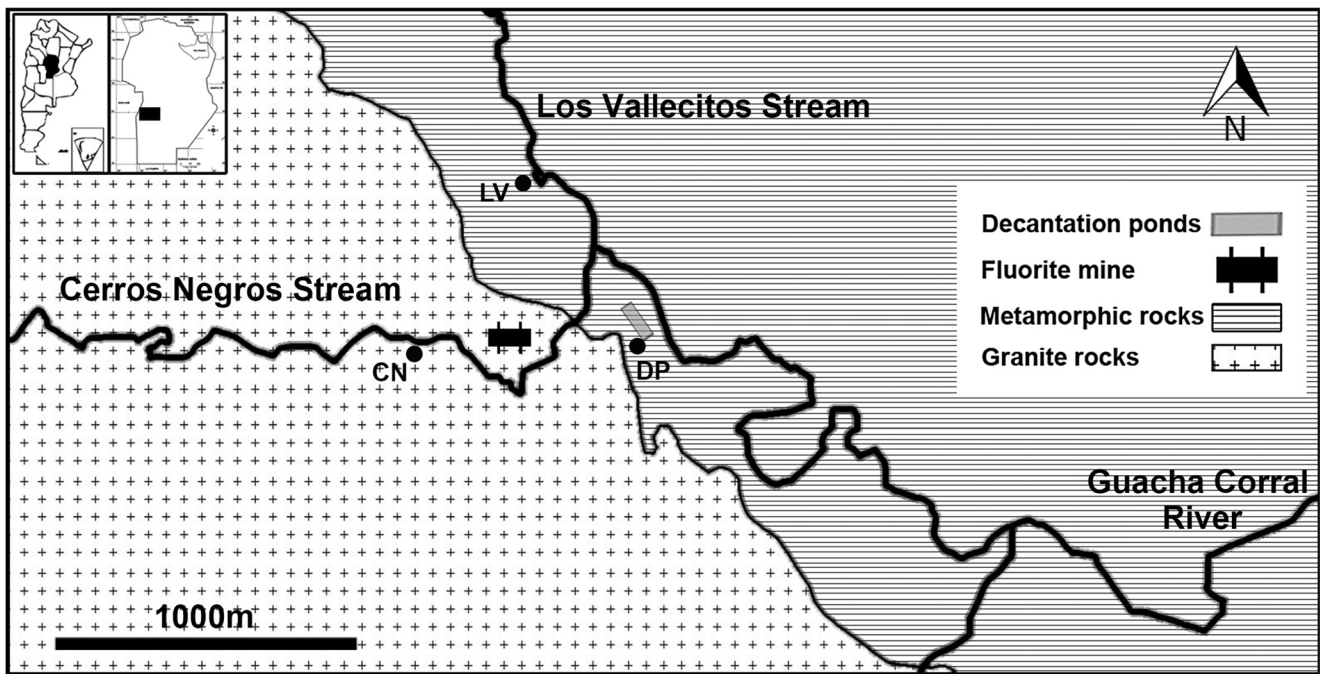 Los Vallecitos Stream
N
LV
Decantation ponds
Fluorite mine
Metamorphic rocks
Granite rocks
Cerros Negros Stream
CN
DP
Guacha Corral
River
1000m